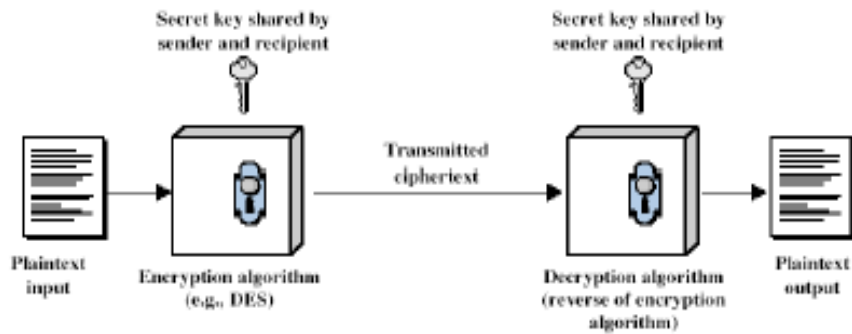 Secret key shared by
sender and recipient
Secret key shared by
sender and recipient
Transmitted
ciphertext
Plaintext
input
Encryption algorithm
(e.g., DES)
Decryption algorithm
(reverse of encryption
algorithm)
Plaintext
output